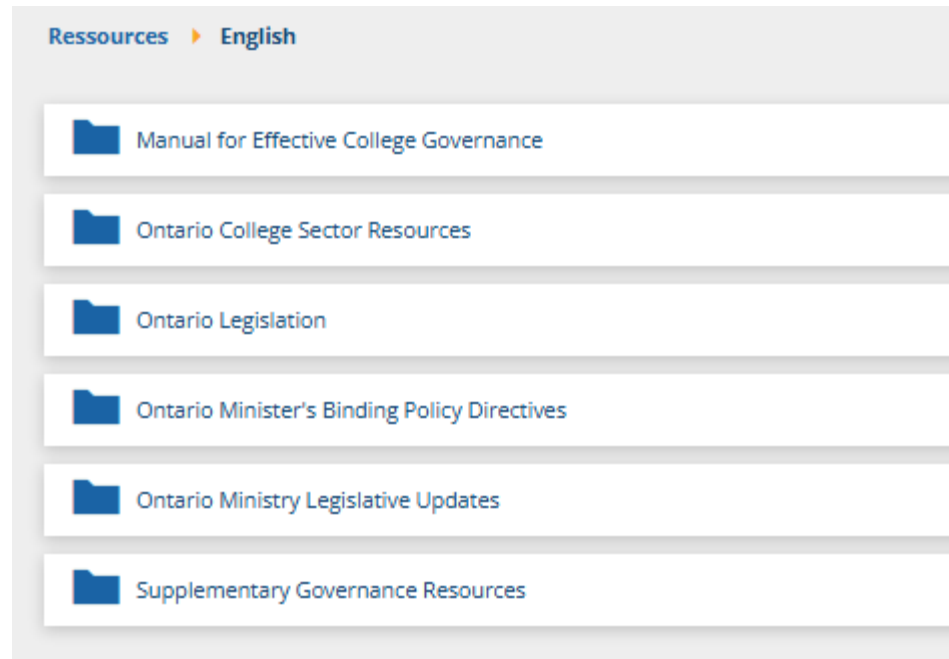 Ressources English
Manual for Effective College Governance
Ontario College Sector Resources
Ontario Legislation
Ontario Minister's Binding Policy Directives
Ontario Ministry Legislative Updates
Supplementary Governance Resources